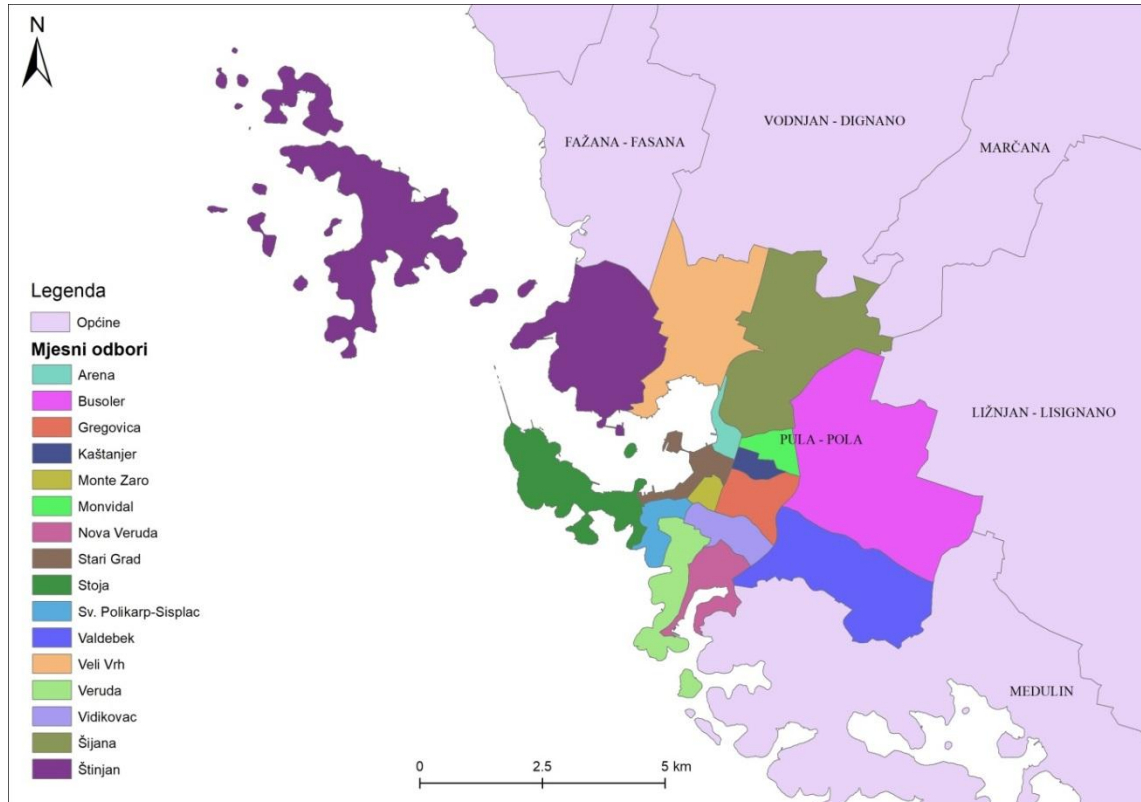 N
FAŽANA - FASANA
VODNJAN - DIGNANO
MARČANA
LIŽNJAN - LISIGNANO
PULA - POLA
MEDULIN
Legenda
Općine
Mjesni odbori
Arena
Busoler
Gregovica
Kaštanjer
Monte Zaro
Monvidal
Nova Veruda
Stari Grad
Stoja
Sv. Polikarp-Sisplac
Valdebek
Veli Vrh
Veruda
Vidikovac
Šijana
Štinjan
0 2.5 5 km